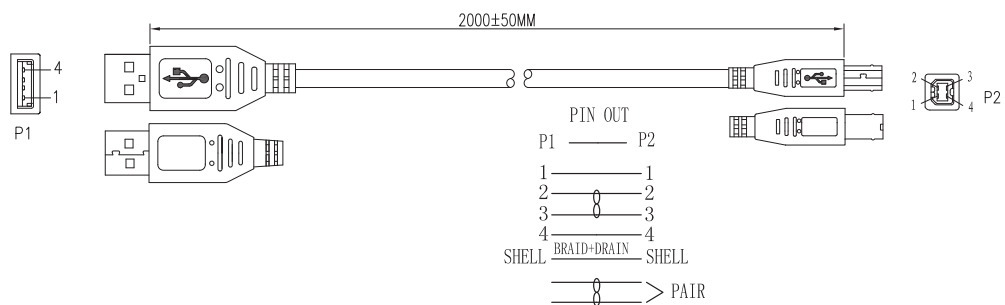 2000±50MM
4
1
P1
2
3
1
4
P2
PIN OUT
P1 P2
1 1
2 2
3 3
4 4
SHELL BRAID+DRAIN SHELL
PAIR